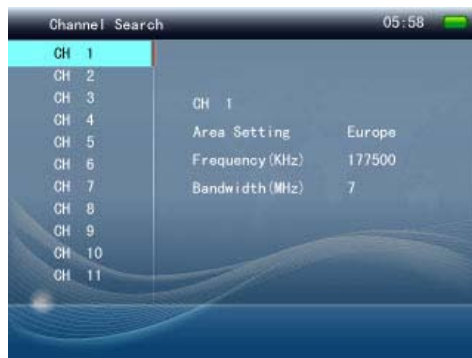 Channel Search 05:58
CH 1
CH 2
CH 3
CH 4
CH 5
CH 6
CH 7
CH 8
CH 9
CH 10
CH 11
CH 1
Area Setting Europe
Frequency(KHz) 177500
Bandwidth(MHz) 7